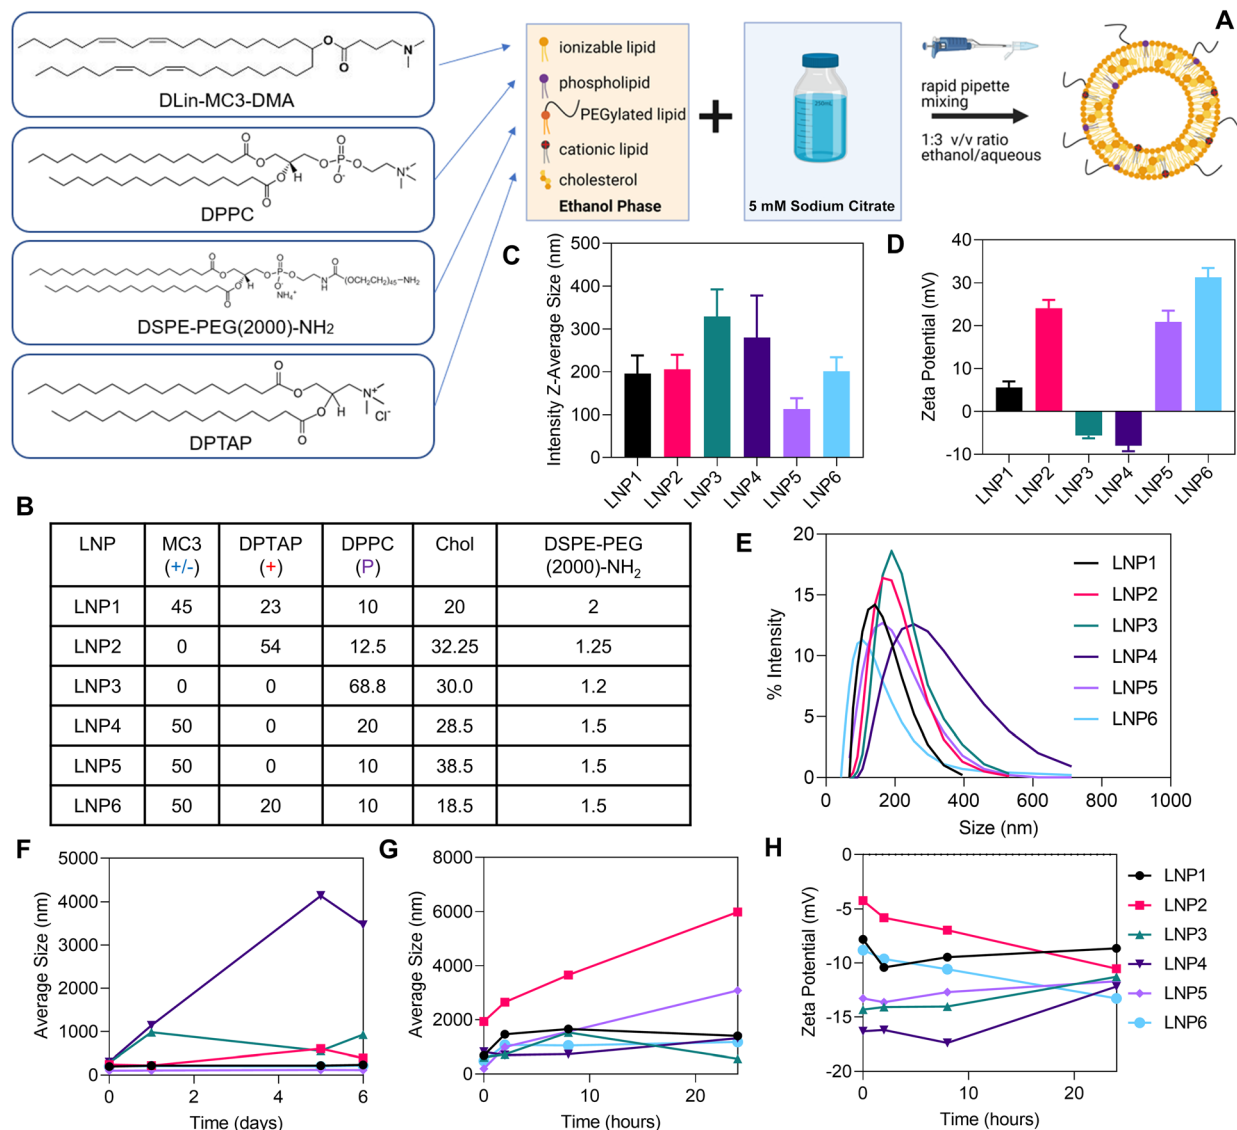 A
DLin-MC3-DMA
DPPC
DSPE-PEG(2000)-NH2
DPTAP
ionizable lipid
phospholipid
PEGylated lipid
cationic lipid
cholesterol
Ethanol Phase
+
250mL
5 mM Sodium Citrate
rapid pipette
mixing
1:3 v/v ratio
ethanol/aqueous
B
LNP MC3 DPTAP DPPC Chol DSPE-PEG
(+/-) (+) (P) (2000)-NH2
LNP1 45 23 10 20 2
LNP2 0 54 12.5 32.25 1.25
LNP3 0 0 68.8 30.0 1.2
LNP4 50 0 20 28.5 1.5
LNP5 50 0 10 38.5 1.5
LNP6 50 20 10 18.5 1.5
C
Intensity Z-Average Size (nm)
500
400
300
200
100
0
LNP1 LNP2 LNP3 LNP4 LNP5 LNP6
D
Zeta Potential (mV)
40
30
20
10
0
-10
LNP1 LNP2 LNP3 LNP4 LNP5 LNP6
E
% Intensity
20
15
10
5
0
0 200 400 600 800 1000
Size (nm)
LNP1
LNP2
LNP3
LNP4
LNP5
LNP6
F
Average Size (nm)
5000
4000
3000
2000
1000
0
0 2 4 6
Time (days)
G
Average Size (nm)
8000
6000
4000
2000
0
0 10 20
Time (hours)
H
Zeta Potential (mV)
0
-5
-10
-15
-20
0 10 20
Time (hours)
LNP1
LNP2
LNP3
LNP4
LNP5
LNP6